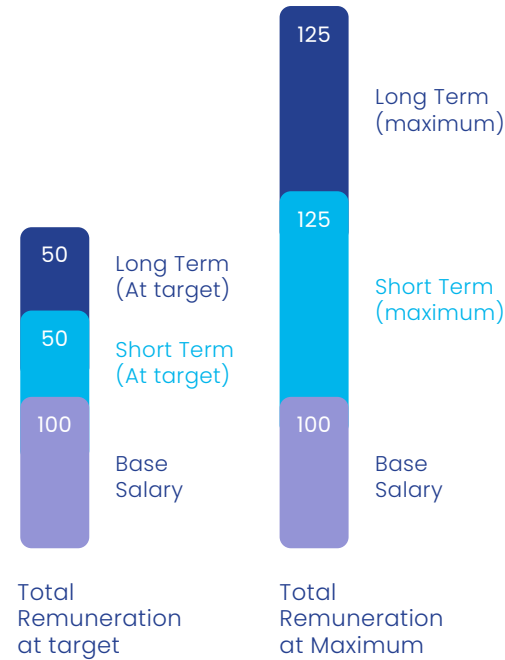 50
Long Term
(At target)
50
Short Term
(At target)
100
Base
Salary
Total
Remuneration
at target
125
Long Term
(maximum)
125
Short Term
(maximum)
100
Base
Salary
Total
Remuneration
at Maximum